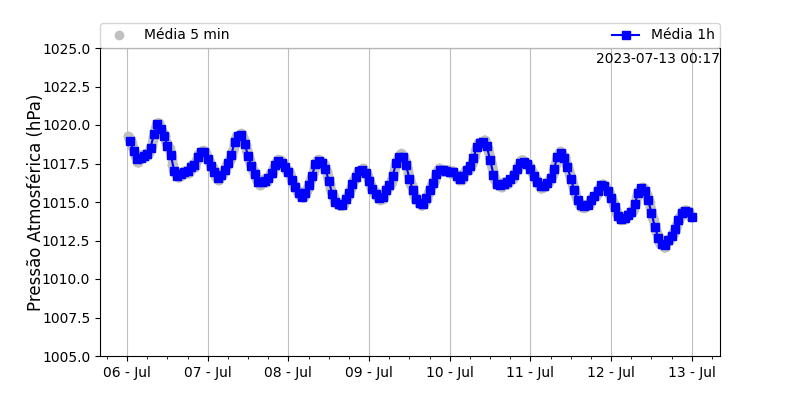 Média 5 min
Média 1h
2023-07-13 00:17
Pressão Atmosférica (hPa)
1025.0
1022.5
1020.0
1017.5
1015.0
1012.5
1010.0
1007.5
1005.0
06 - Jul
07 - Jul
08 - Jul
09 - Jul
10 - Jul
11 - Jul
12 - Jul
13 - Jul